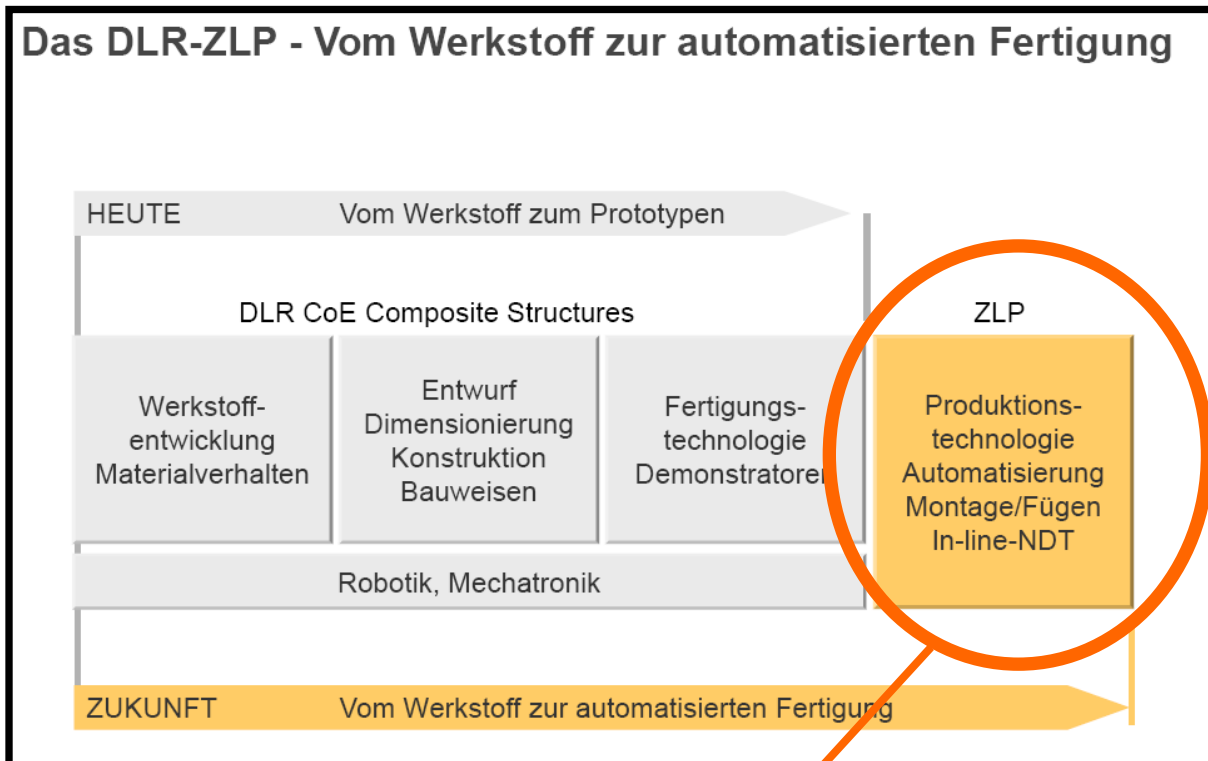 Das DLR-ZLP - Vom Werkstoff zur automatisierten Fertigung
HEUTE Vom Werkstoff zum Prototypen
DLR CoE Composite Structures
ZLP
Werkstoff-
entwicklung
Materialverhalten
Entwurf
Dimensionierung
Konstruktion
Bauweisen
Fertigungs-
technologie
Demonstratoren
Produktions-
technologie
Automatisierung
Montage/Fügen
In-line-NDT
Robotik, Mechatronik
ZUKUNFT Vom Werkstoff zur automatisierten Fertigung